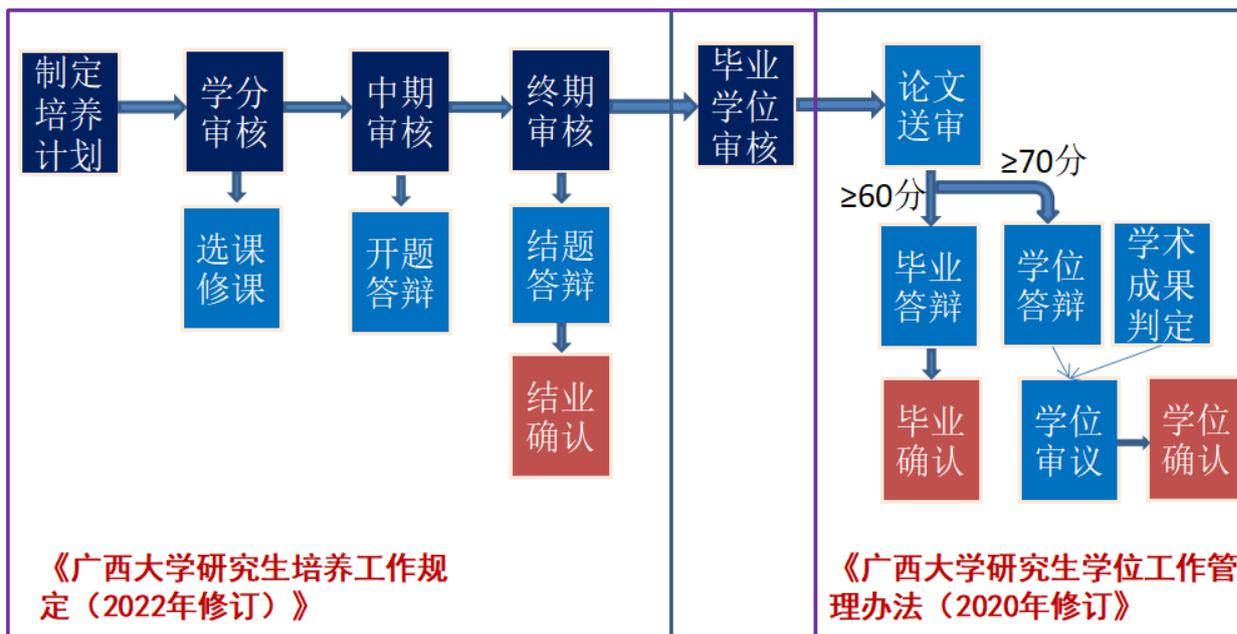 制定
培养
计划
学分
审核
中期
审核
终期
审核
毕业
学位
审核
论文
送审
≥60分
≥70分
选课
修课
开题
答辩
结题
答辩
毕业
答辩
学位
答辩
学术
成果
判定
结业
确认
毕业
确认
学位
审议
学位
确认
《广西大学研究生培养工作规
定（2022年修订）》
《广西大学研究生学位工作管
理办法（2020年修订》